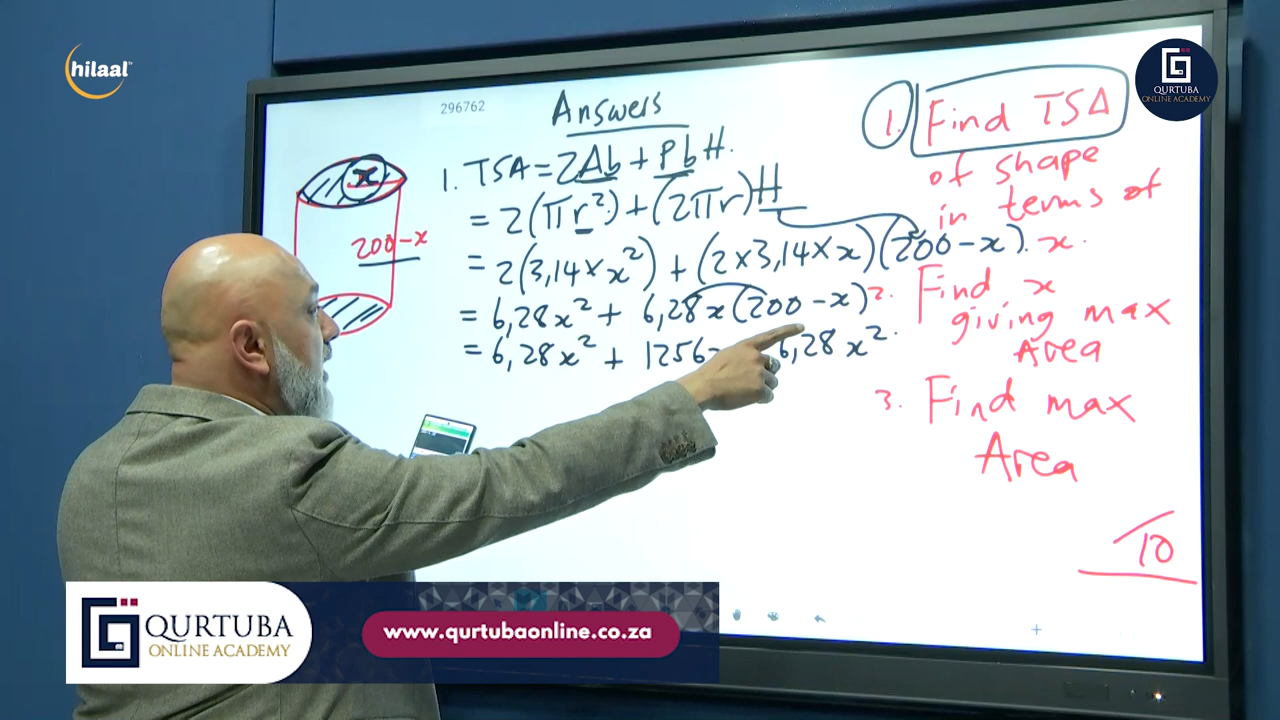 hilaal
QURTUBA
ONLINE ACADEMY
296762
Answers
x
200-x
1. TSA = 2Ab + PbH.
= 2(πr²) + (2πr)H
= 2(3,14 × x²) + (2×3,14×x)(200-x).
= 6,28x² + 6,28x(200-x)
= 6,28x² + 1256 6,28x².
1. Find TSA
of shape
in terms of
x.
2. Find x
giving max
Area
3. Find max
Area
10
QURTUBA
ONLINE ACADEMY
www.qurtubaonline.co.za